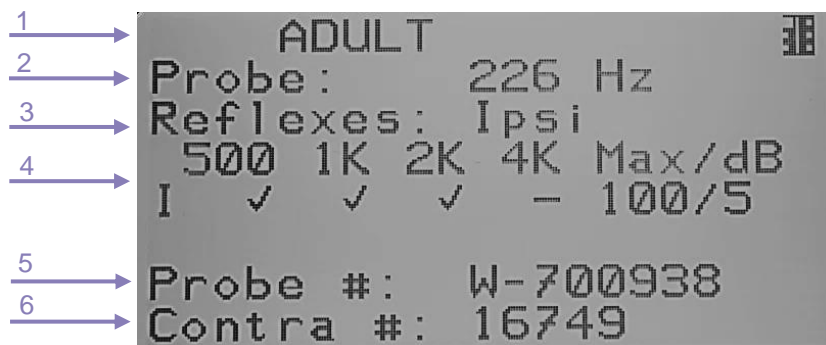 1 ADULT
2 Probe: 226 Hz
3 Reflexes: Ipsi
500 1K 2K 4K Max/dB
4 I ✓ ✓ ✓ – 100/5
5 Probe #: W-700938
6 Contra #: 16749